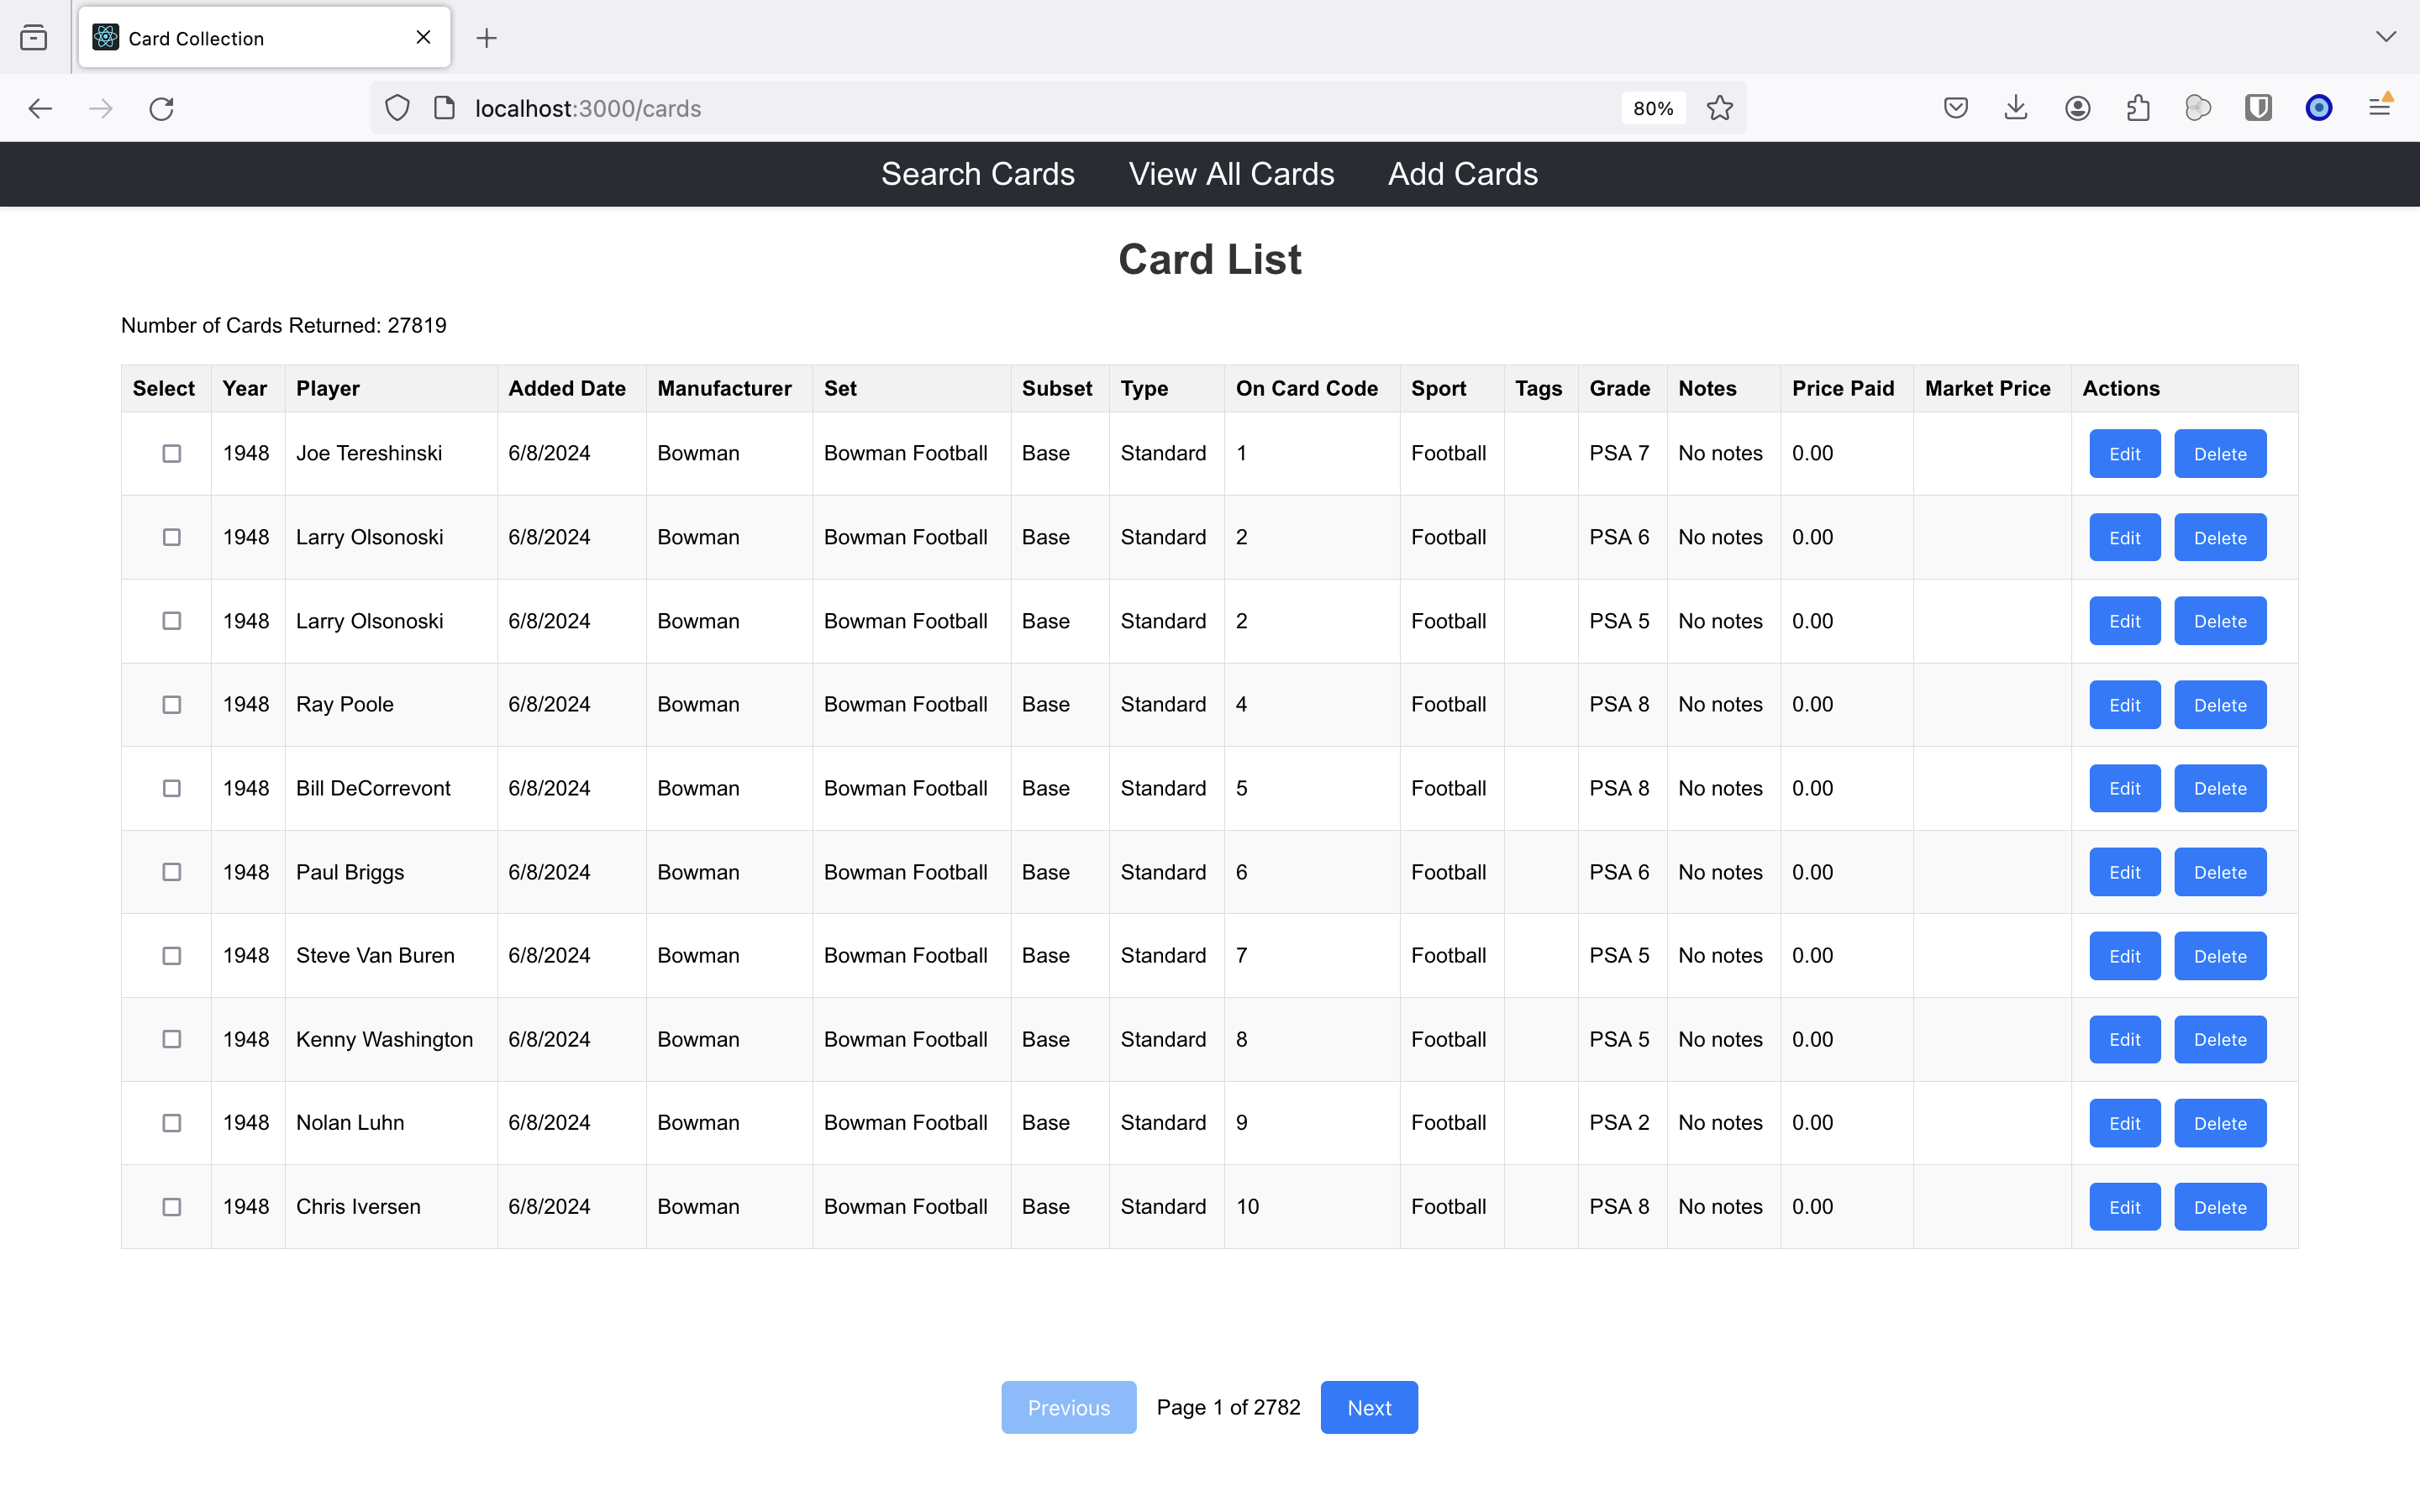 Card Collection
localhost:3000/cards 80%
Search Cards View All Cards Add Cards
Card List
Number of Cards Returned: 27819
Select Year Player Added Date Manufacturer Set Subset Type On Card Code Sport Tags Grade Notes Price Paid Market Price Actions
1948 Joe Tereshinski 6/8/2024 Bowman Bowman Football Base Standard 1 Football PSA 7 No notes 0.00 Edit Delete
1948 Larry Olsonoski 6/8/2024 Bowman Bowman Football Base Standard 2 Football PSA 6 No notes 0.00 Edit Delete
1948 Larry Olsonoski 6/8/2024 Bowman Bowman Football Base Standard 2 Football PSA 5 No notes 0.00 Edit Delete
1948 Ray Poole 6/8/2024 Bowman Bowman Football Base Standard 4 Football PSA 8 No notes 0.00 Edit Delete
1948 Bill DeCorrevont 6/8/2024 Bowman Bowman Football Base Standard 5 Football PSA 8 No notes 0.00 Edit Delete
1948 Paul Briggs 6/8/2024 Bowman Bowman Football Base Standard 6 Football PSA 6 No notes 0.00 Edit Delete
1948 Steve Van Buren 6/8/2024 Bowman Bowman Football Base Standard 7 Football PSA 5 No notes 0.00 Edit Delete
1948 Kenny Washington 6/8/2024 Bowman Bowman Football Base Standard 8 Football PSA 5 No notes 0.00 Edit Delete
1948 Nolan Luhn 6/8/2024 Bowman Bowman Football Base Standard 9 Football PSA 2 No notes 0.00 Edit Delete
1948 Chris Iversen 6/8/2024 Bowman Bowman Football Base Standard 10 Football PSA 8 No notes 0.00 Edit Delete
Previous Page 1 of 2782 Next